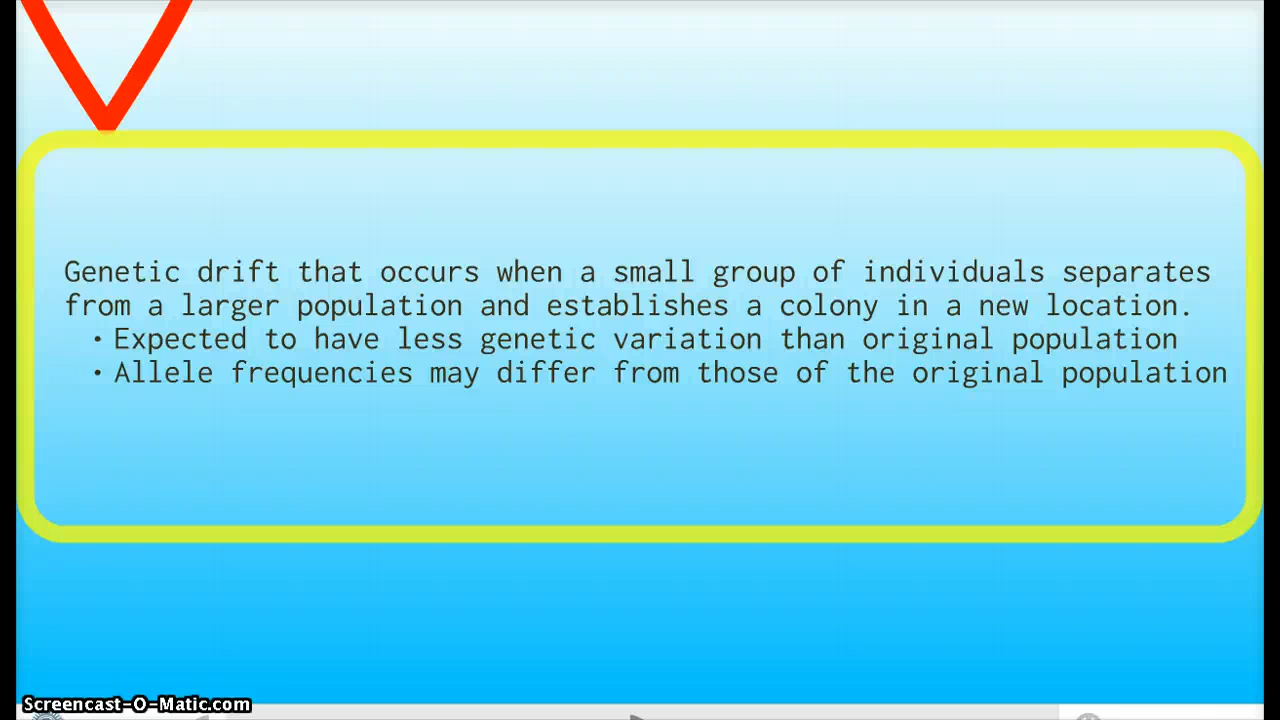 Genetic drift that occurs when a small group of individuals separates
from a larger population and establishes a colony in a new location.
• Expected to have less genetic variation than original population
• Allele frequencies may differ from those of the original population
Screencast-O-Matic.com